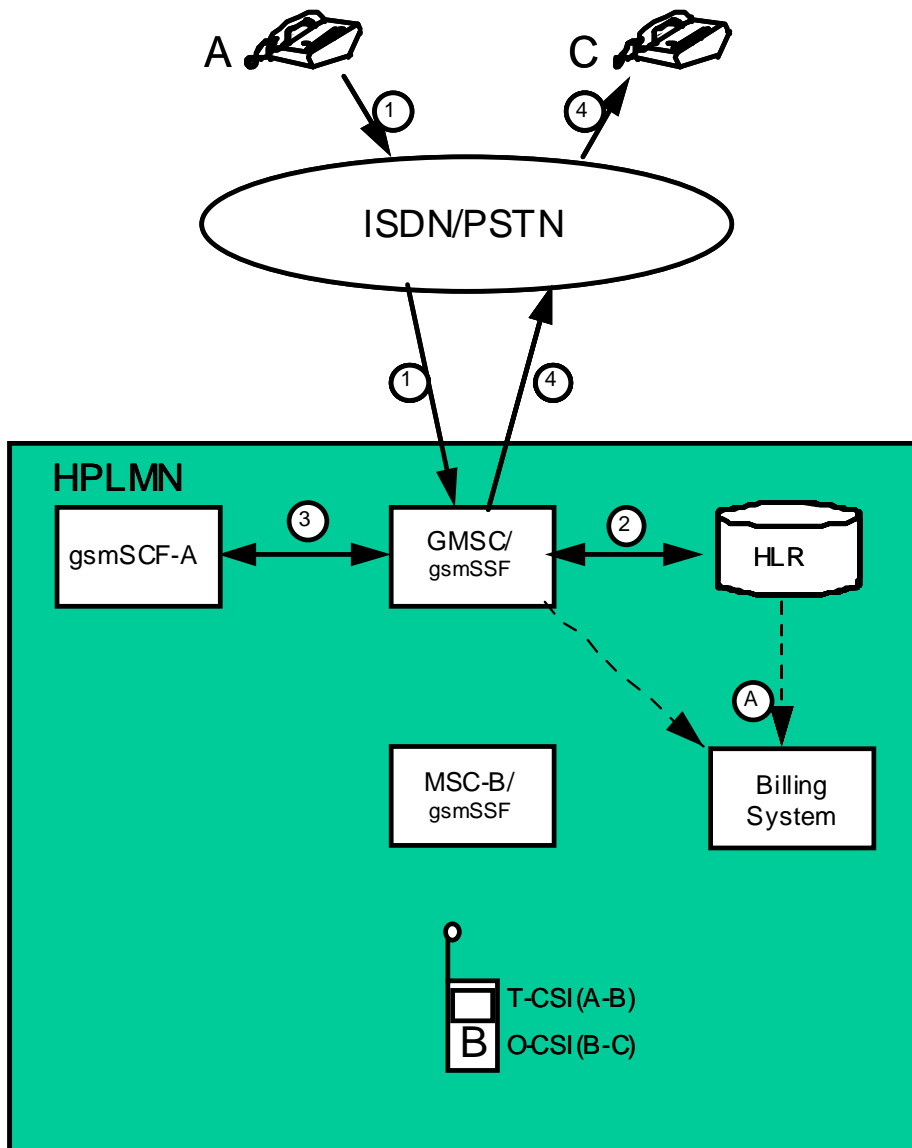 A
C
1
4
ISDN/PSTN
1
4
HPLMN
gsmSCF-A
3
GMSC/
gsmSSF
2
HLR
A
MSC-B/
gsmSSF
Billing
System
T-CSI(A-B)
B
O-CSI(B-C)